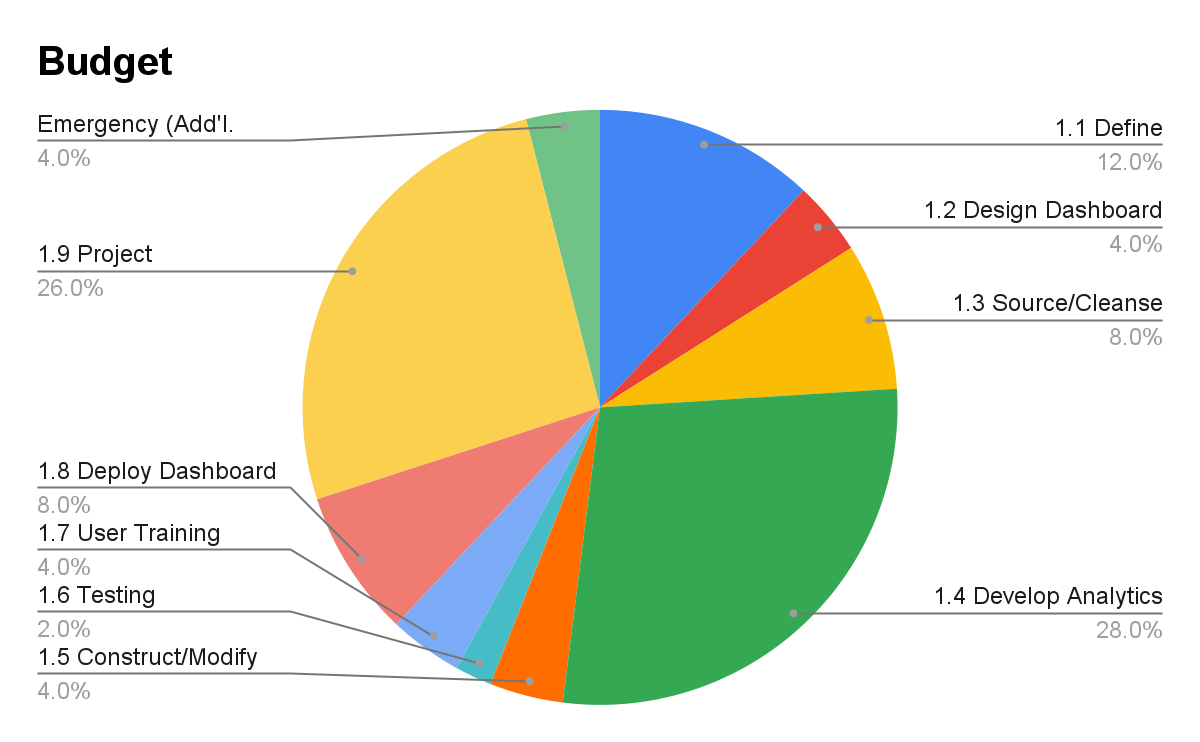 Budget
Emergency (Add'l.
4.0%
1.9 Project
26.0%
1.8 Deploy Dashboard
8.0%
1.7 User Training
4.0%
1.6 Testing
2.0%
1.5 Construct/Modify
4.0%
1.1 Define
12.0%
1.2 Design Dashboard
4.0%
1.3 Source/Cleanse
8.0%
1.4 Develop Analytics
28.0%